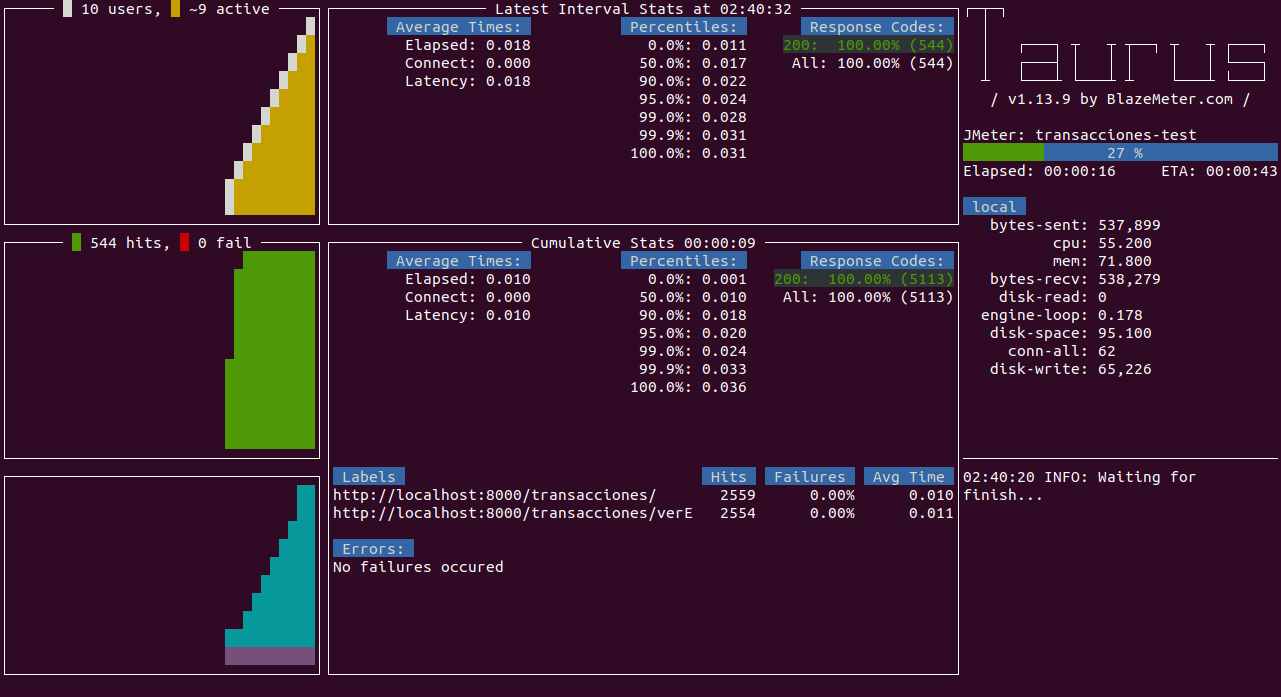 10 users, ~9 active
544 hits, 0 fail
Latest Interval Stats at 02:40:32
Average Times: Percentiles: Response Codes:
Elapsed: 0.018 0.0%: 0.011 200: 100.00% (544)
Connect: 0.000 50.0%: 0.017 All: 100.00% (544)
Latency: 0.018 90.0%: 0.022
95.0%: 0.024
99.0%: 0.028
99.9%: 0.031
100.0%: 0.031
Cumulative Stats 00:00:09
Average Times: Percentiles: Response Codes:
Elapsed: 0.010 0.0%: 0.001 200: 100.00% (5113)
Connect: 0.000 50.0%: 0.010 All: 100.00% (5113)
Latency: 0.010 90.0%: 0.018
95.0%: 0.020
99.0%: 0.024
99.9%: 0.033
100.0%: 0.036
Labels Hits Failures Avg Time
http://localhost:8000/transacciones/ 2559 0.00% 0.010
http://localhost:8000/transacciones/verE 2554 0.00% 0.011
Errors:
No failures occured
Taurus
/ v1.13.9 by BlazeMeter.com /
JMeter: transacciones-test
27 %
Elapsed: 00:00:16 ETA: 00:00:43
local
bytes-sent: 537,899
cpu: 55.200
mem: 71.800
bytes-recv: 538,279
disk-read: 0
engine-loop: 0.178
disk-space: 95.100
conn-all: 62
disk-write: 65,226
02:40:20 INFO: Waiting for
finish...